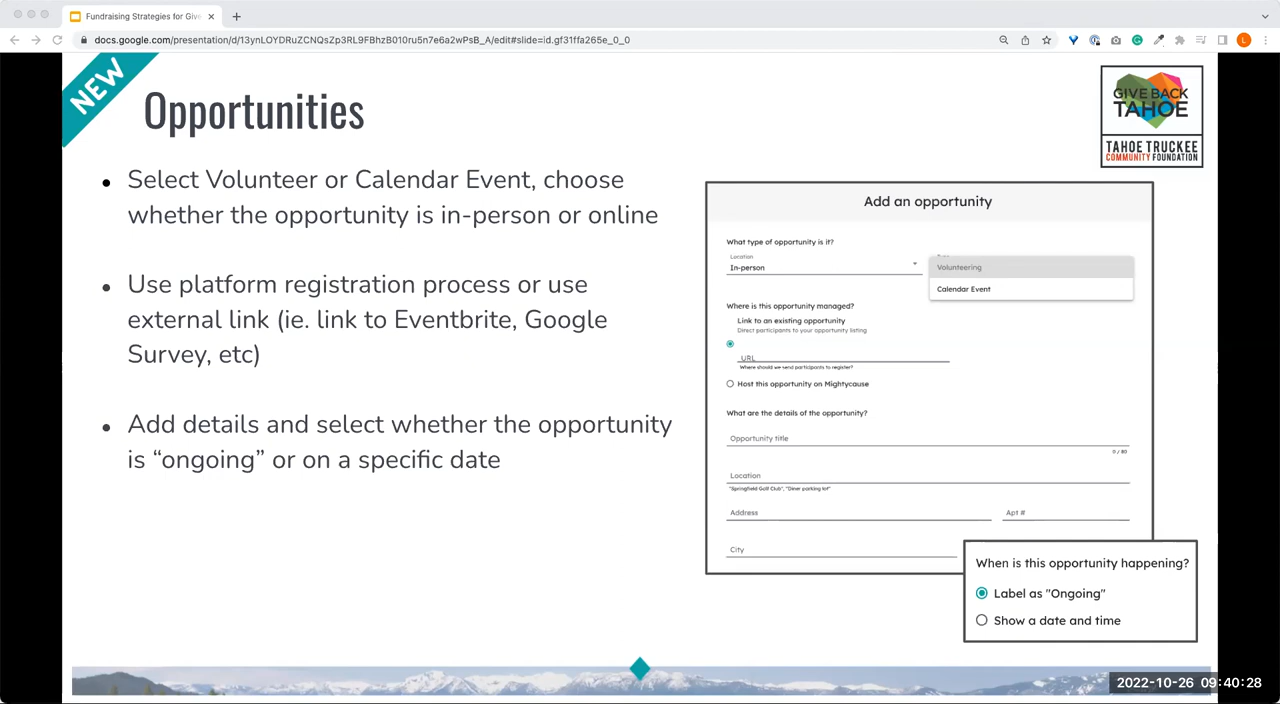 Fundraising Strategies for Give
docs.google.com/presentation/d/13ynLOYDRuZCNQsZp3RL9FBhzB010ru5n7e6a2wPsB_A/edit#slide=id.gf31ffa265e_0_0
L
NEW
Opportunities
GIVE BACK
TAHOE
TAHOE TRUCKEE
COMMUNITY FOUNDATION
• Select Volunteer or Calendar Event, choose
whether the opportunity is in-person or online
• Use platform registration process or use
external link (ie. link to Eventbrite, Google
Survey, etc)
• Add details and select whether the opportunity
is “ongoing” or on a specific date
Add an opportunity
What type of opportunity is it?
Location
In-person
Volunteering
Calendar Event
Where is this opportunity managed?
Link to an existing opportunity
Direct participants to your opportunity listing
URL
Where should we send participants to register?
Host this opportunity on Mightycause
What are the details of the opportunity?
Opportunity title
0 / 80
Location
"Springfield Golf Club", "Diner parking lot"
Address
Apt #
City
When is this opportunity happening?
Label as "Ongoing"
Show a date and time
2022-10-26 09:40:28